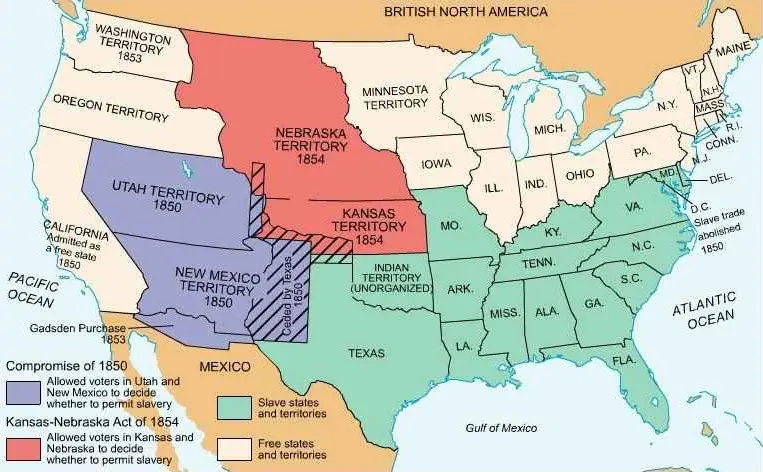 BRITISH NORTH AMERICA
WASHINGTON
TERRITORY
1853
OREGON TERRITORY
MINNESOTA
TERRITORY
NEBRASKA
TERRITORY
1854
UTAH TERRITORY
1850
CALIFORNIA
Admitted as
a free state
1850
NEW MEXICO
TERRITORY
1850
Ceded by Texas
1850
KANSAS
TERRITORY
1854
INDIAN
TERRITORY
(UNORGANIZED)
TEXAS
WIS.
MICH.
IOWA
ILL.
IND.
OHIO
PA.
N.Y.
VT.
N.H.
MAINE
MASS.
R.I.
CONN.
N.J.
DEL.
MD.
D.C.
Slave trade
abolished
1850
MO.
KY.
VA.
TENN.
N.C.
S.C.
ARK.
MISS.
ALA.
GA.
LA.
FLA.
PACIFIC
OCEAN
ATLANTIC
OCEAN
Gadsden Purchase
1853
MEXICO
Gulf of Mexico
Compromise of 1850
Allowed voters in Utah and
New Mexico to decide
whether to permit slavery
Kansas-Nebraska Act of 1854
Allowed voters in Kansas and
Nebraska to decide
whether to permit slavery
Slave states
and territories
Free states
and territories